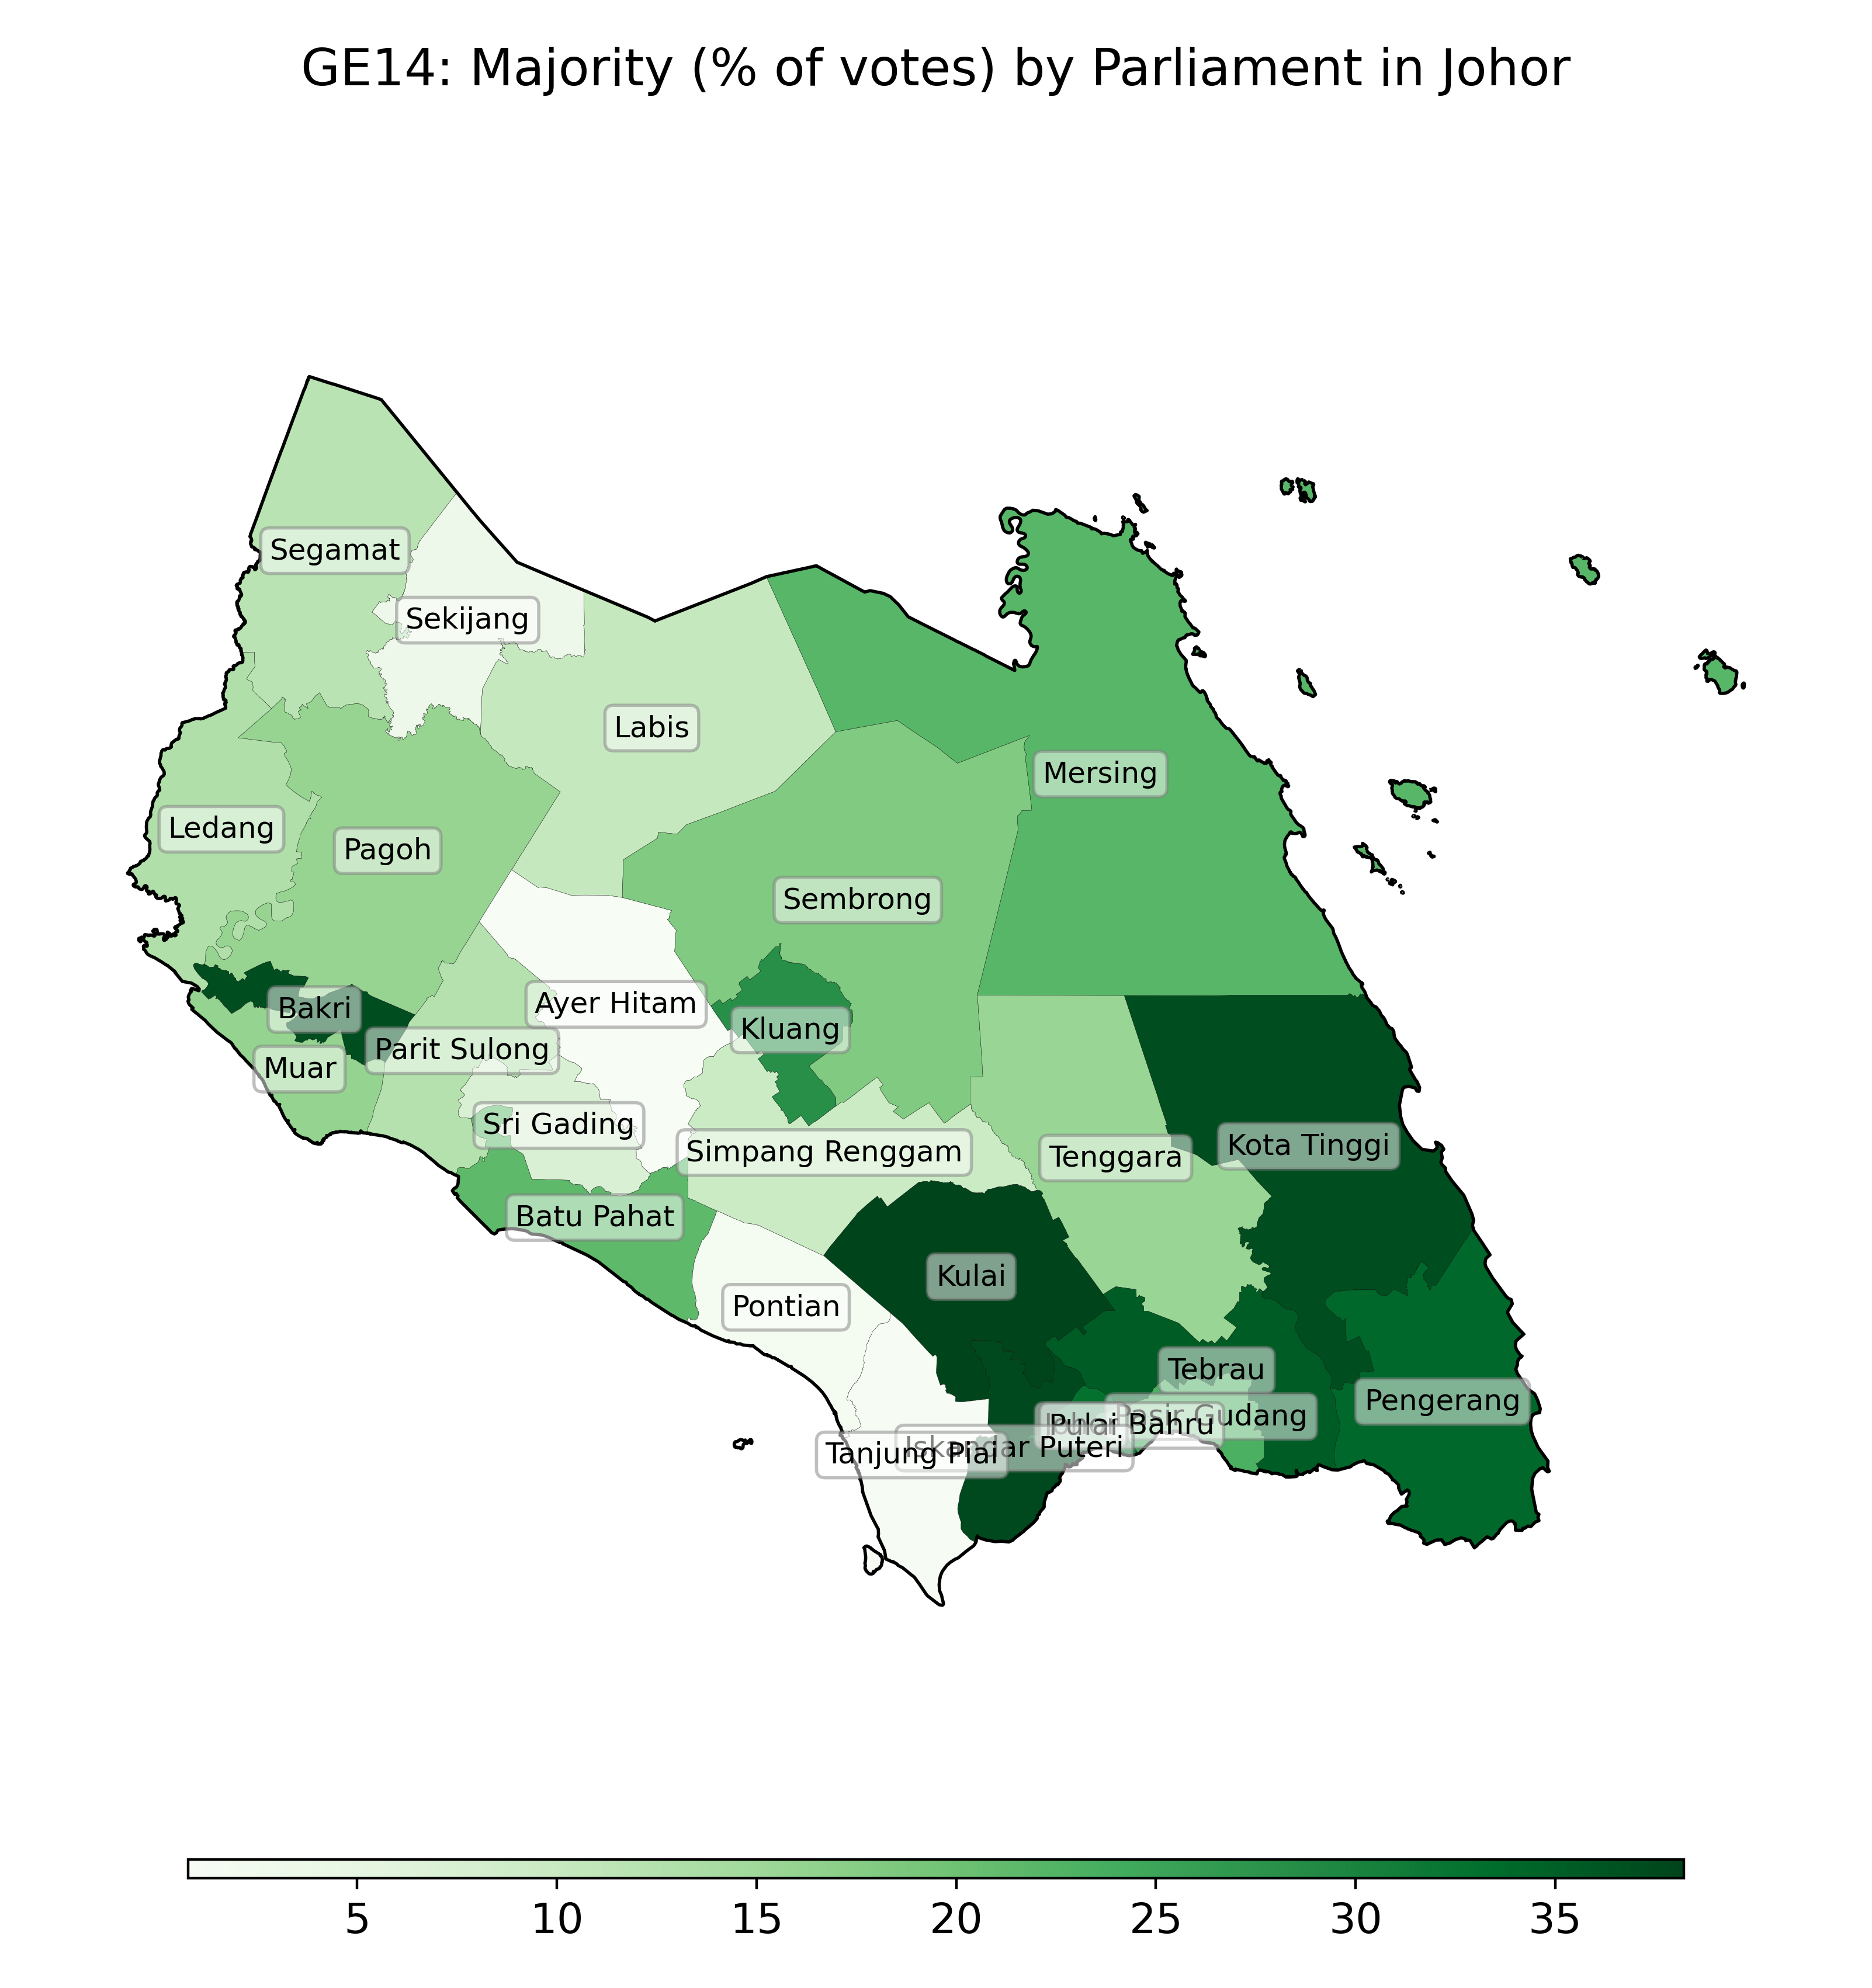 GE14: Majority (% of votes) by Parliament in Johor
Segamat
Sekijang
Labis
Mersing
Ledang
Pagoh
Sembrong
Ayer Hitam
Bakri
Kluang
Parit Sulong
Muar
Sri Gading
Kota Tinggi
Simpang Renggam
Tenggara
Batu Pahat
Kulai
Pontian
Tebrau
Pengerang
Pasir Gudang
Pulai Bahru
Iskandar Puteri
Tanjung Piai
5 10 15 20 25 30 35